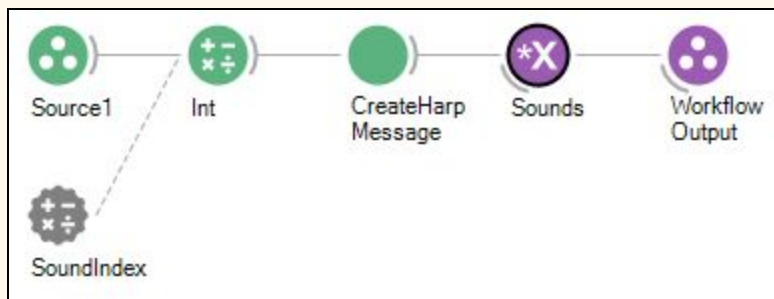 *X
Source1
Int
CreateHarp
Message
Sounds
Workflow
Output
SoundIndex